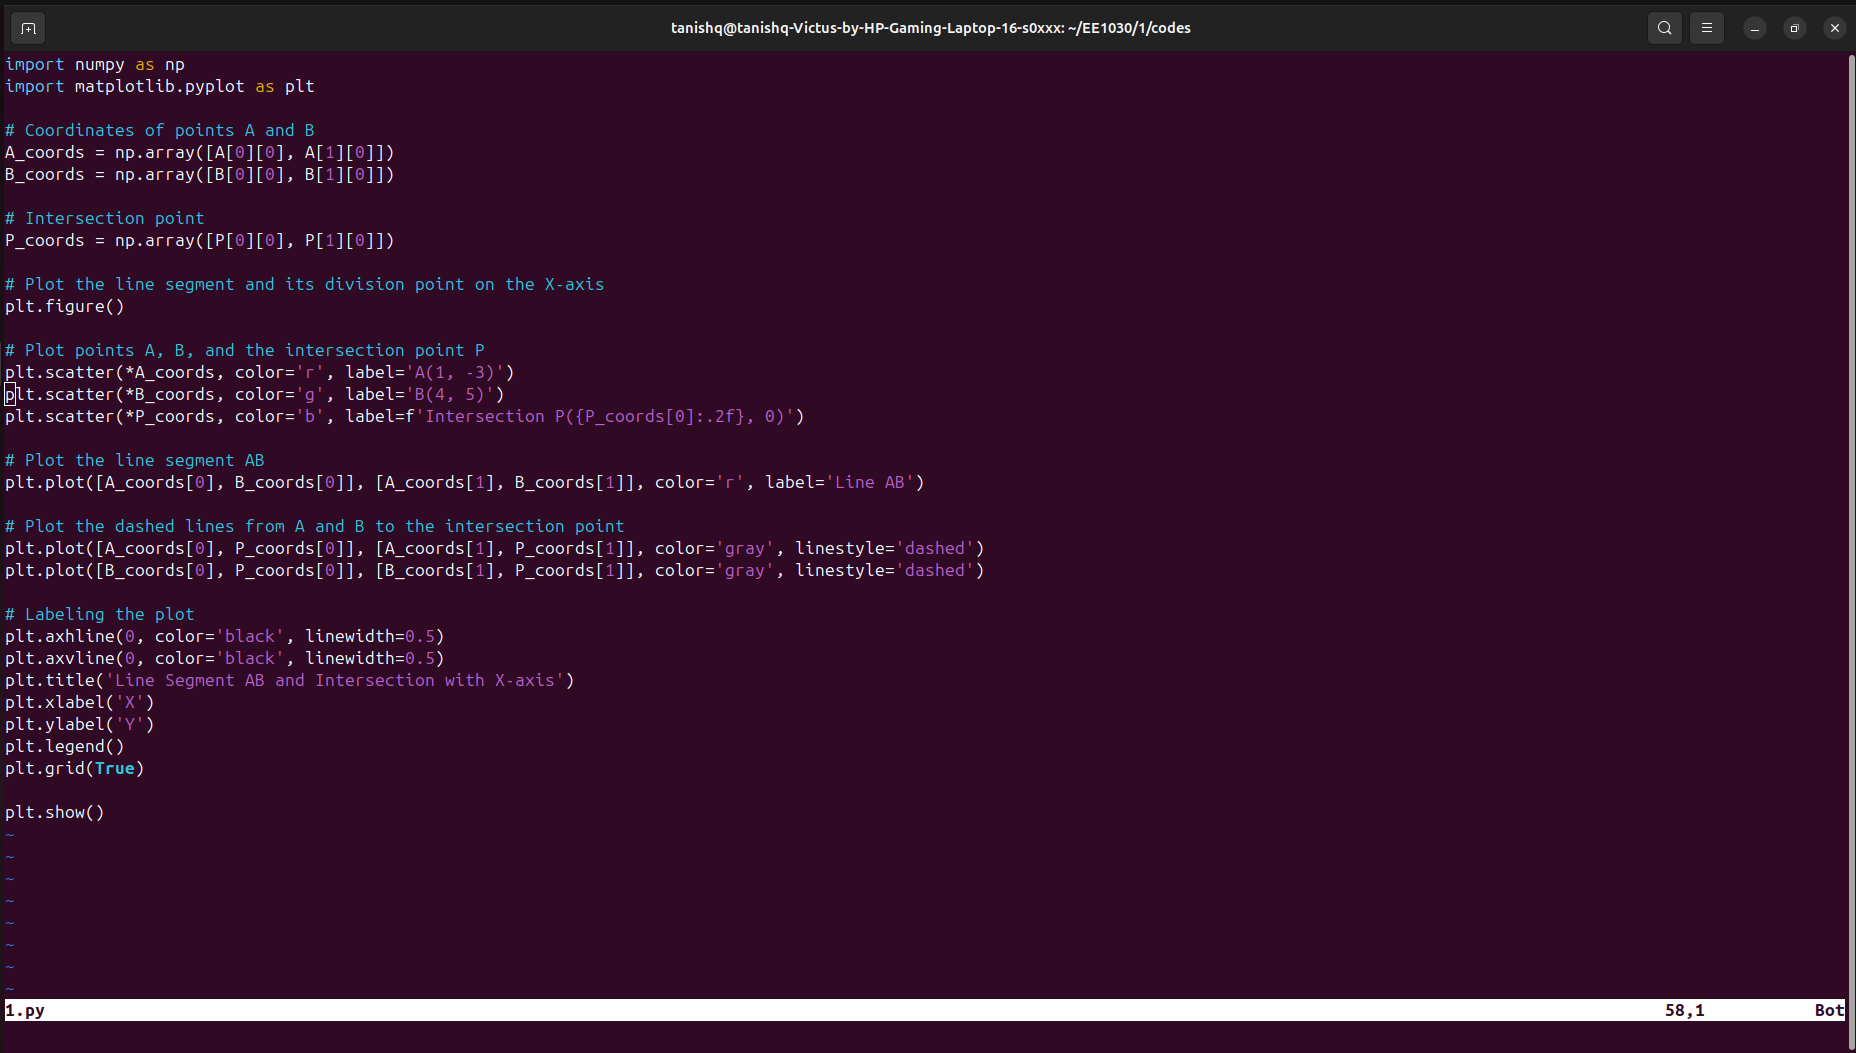 tanishq@tanishq-Victus-by-HP-Gaming-Laptop-16-s0xxx: ~/EE1030/1/codes
import numpy as np
import matplotlib.pyplot as plt
# Coordinates of points A and B
A_coords = np.array([A[0][0], A[1][0]])
B_coords = np.array([B[0][0], B[1][0]])
# Intersection point
P_coords = np.array([P[0][0], P[1][0]])
# Plot the line segment and its division point on the X-axis
plt.figure()
# Plot points A, B, and the intersection point P
plt.scatter(*A_coords, color='r', label='A(1, -3)')
plt.scatter(*B_coords, color='g', label='B(4, 5)')
plt.scatter(*P_coords, color='b', label=f'Intersection P({P_coords[0]:.2f}, 0)')
# Plot the line segment AB
plt.plot([A_coords[0], B_coords[0]], [A_coords[1], B_coords[1]], color='r', label='Line AB')
# Plot the dashed lines from A and B to the intersection point
plt.plot([A_coords[0], P_coords[0]], [A_coords[1], P_coords[1]], color='gray', linestyle='dashed')
plt.plot([B_coords[0], P_coords[0]], [B_coords[1], P_coords[1]], color='gray', linestyle='dashed')
# Labeling the plot
plt.axhline(0, color='black', linewidth=0.5)
plt.axvline(0, color='black', linewidth=0.5)
plt.title('Line Segment AB and Intersection with X-axis')
plt.xlabel('X')
plt.ylabel('Y')
plt.legend()
plt.grid(True)
plt.show()
~
~
~
~
~
~
~
~
1.py 58,1 Bot